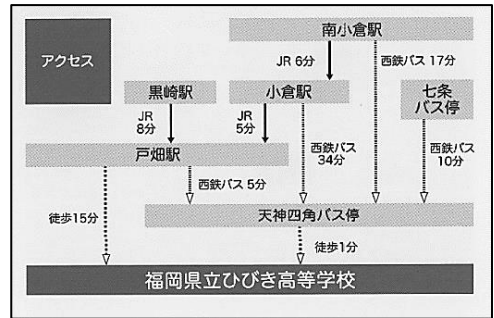 アクセス
南小倉駅
JR 6分
西鉄バス 17分
黒崎駅
小倉駅
七条
バス停
JR
8分
JR
5分
西鉄バス
34分
西鉄バス
10分
戸畑駅
西鉄バス 5分
徒歩15分
天神四角バス停
徒歩1分
福岡県立ひびき高等学校